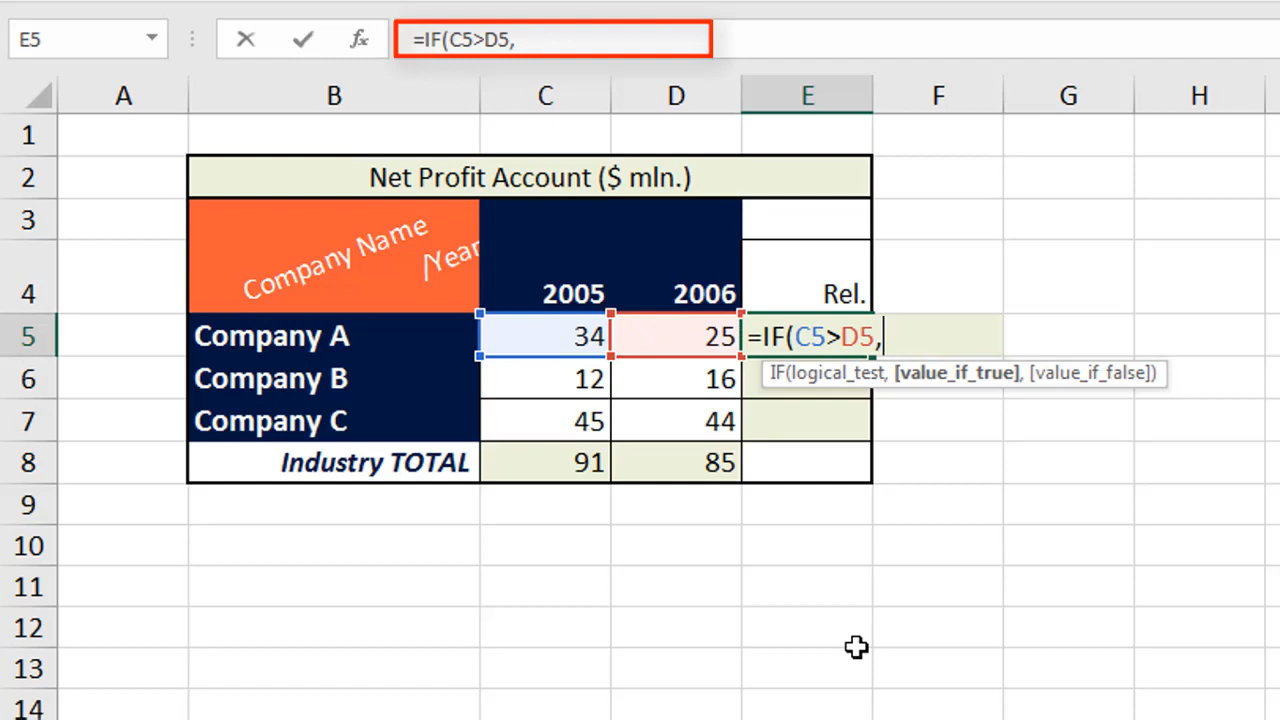 E5 =IF(C5>D5,
A B C D E F G H
1
2 Net Profit Account ($ mln.)
3 Company Name
/Year
4 2005 2006 Rel.
5 Company A 34 25 =IF(C5>D5,
IF(logical_test, [value_if_true], [value_if_false])
6 Company B 12 16
7 Company C 45 44
8 Industry TOTAL 91 85
9
10
11
12
13
14